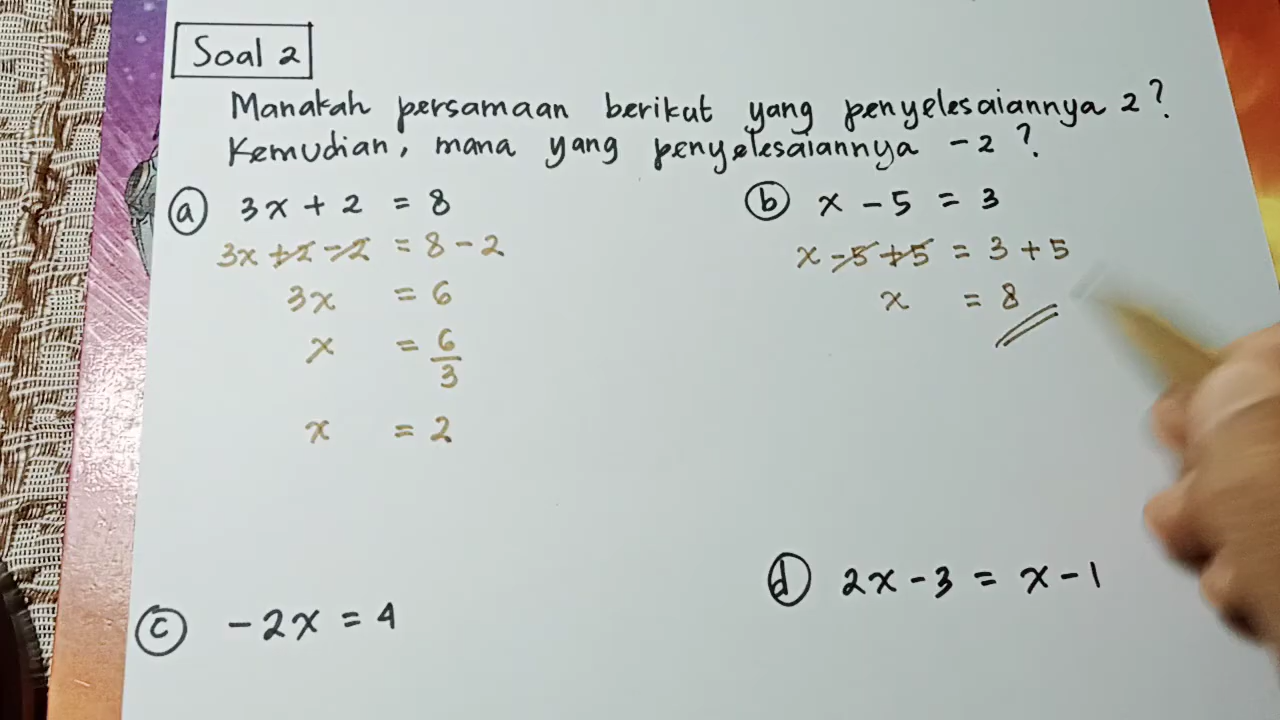 Soal 2
Manakah persamaan berikut yang penyelesaiannya 2?
Kemudian, mana yang penyelesaiannya -2?
(a) 3x + 2 = 8
3x +2 -2 = 8 - 2
3x = 6
x = 6/3
x = 2
(b) x - 5 = 3
x - 5 + 5 = 3 + 5
x = 8
(c) -2x = 4
(d) 2x - 3 = x - 1